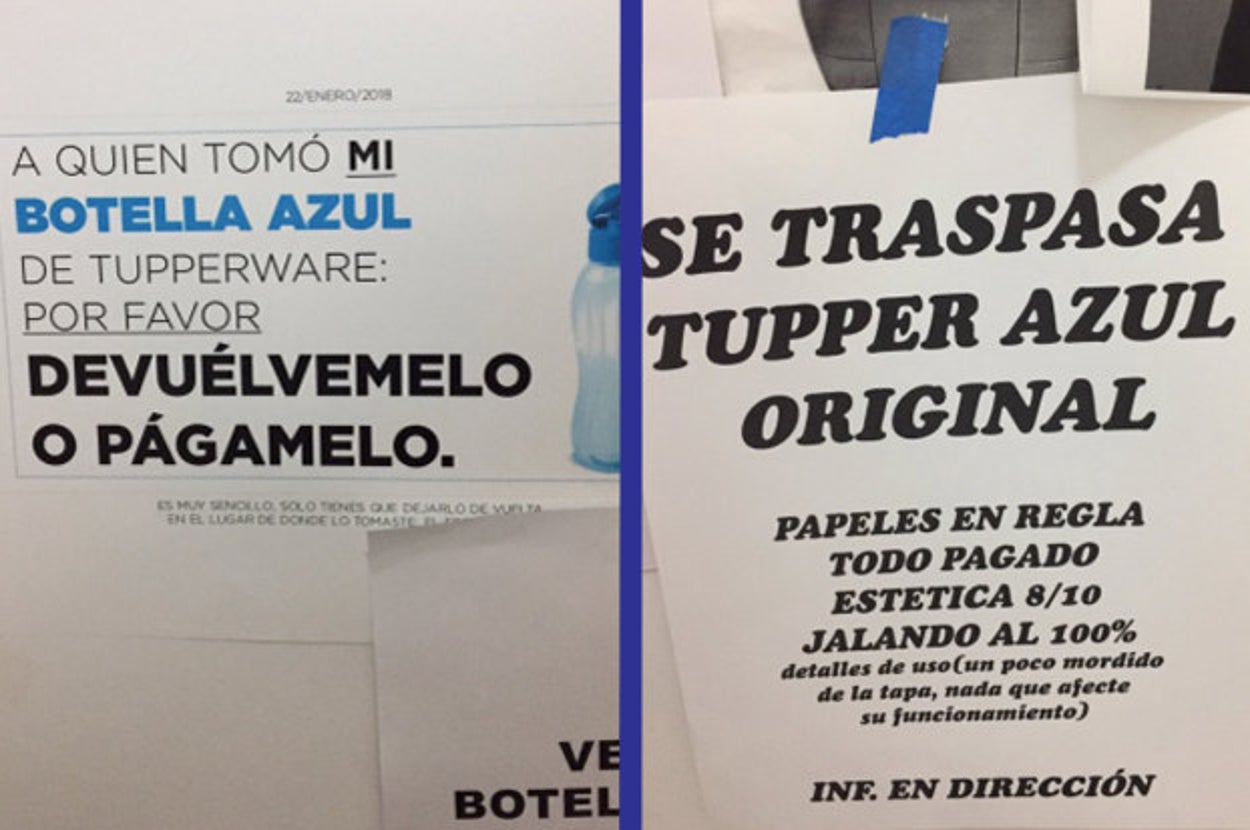 22/ENERO/2018
A QUIEN TOMÓ MI
BOTELLA AZUL
DE TUPPERWARE:
POR FAVOR
DEVUÉLVEMELO
O PÁGAMELO.
ES MUY SENCILLO, SOLO TIENES QUE DEJARLO DE VUELTA
EN EL LUGAR DE DONDE LO TOMASTE. EL
VE
BOTEL
SE TRASPASA
TUPPER AZUL
ORIGINAL
PAPELES EN REGLA
TODO PAGADO
ESTETICA 8/10
JALANDO AL 100%
detalles de uso(un poco mordido
de la tapa, nada que afecte
su funcionamiento)
INF. EN DIRECCIÓN